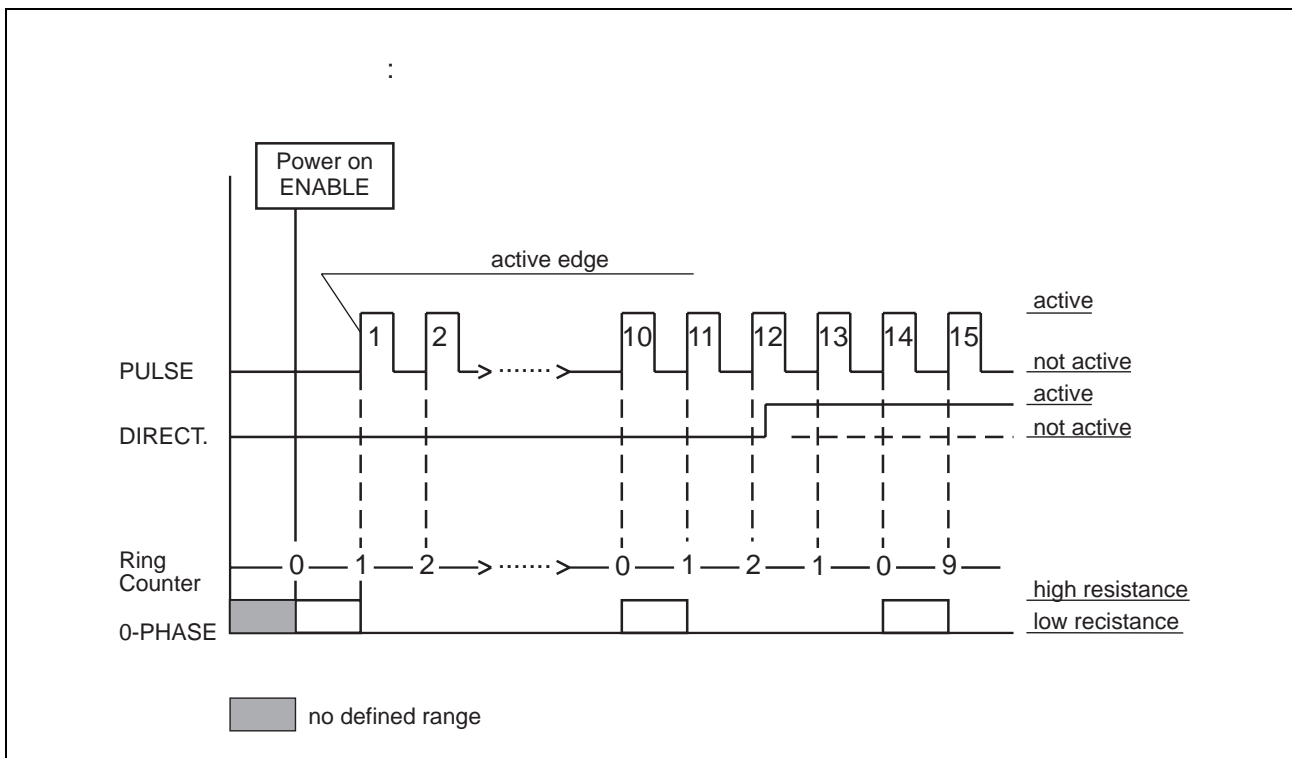 :
Power on
ENABLE
active edge
active
1 2 10 11 12 13 14 15
PULSE
not active
active
DIRECT.
not active
Ring
Counter
0 1 2 0 1 2 1 0 9
high resistance
0-PHASE
low recistance
no defined range